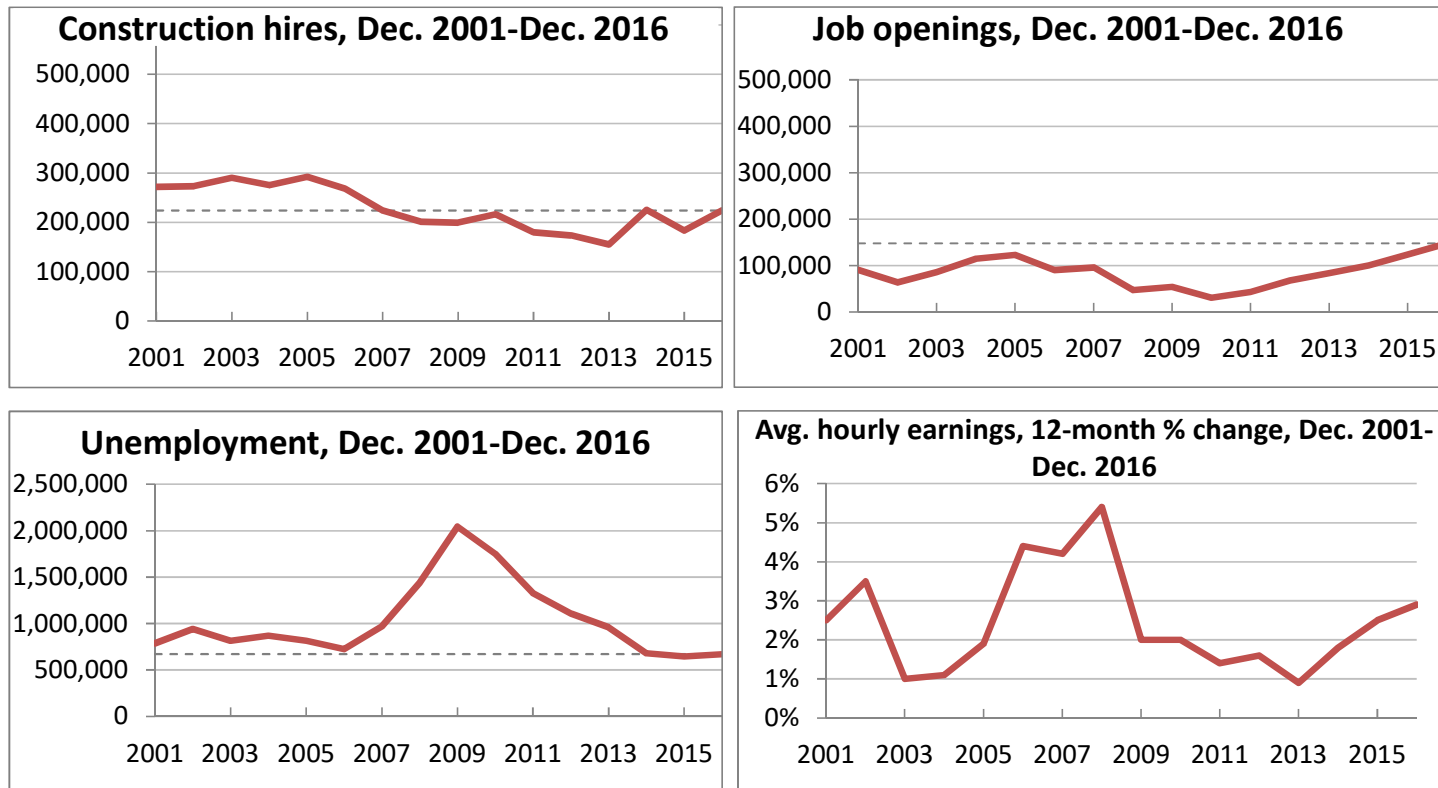 Construction hires, Dec. 2001-Dec. 2016
500,000
400,000
300,000
200,000
100,000
0
2001 2003 2005 2007 2009 2011 2013 2015
Job openings, Dec. 2001-Dec. 2016
500,000
400,000
300,000
200,000
100,000
0
2001 2003 2005 2007 2009 2011 2013 2015
Unemployment, Dec. 2001-Dec. 2016
2,500,000
2,000,000
1,500,000
1,000,000
500,000
0
2001 2003 2005 2007 2009 2011 2013 2015
Avg. hourly earnings, 12-month % change, Dec. 2001-
Dec. 2016
6%
5%
4%
3%
2%
1%
0%
2001 2003 2005 2007 2009 2011 2013 2015